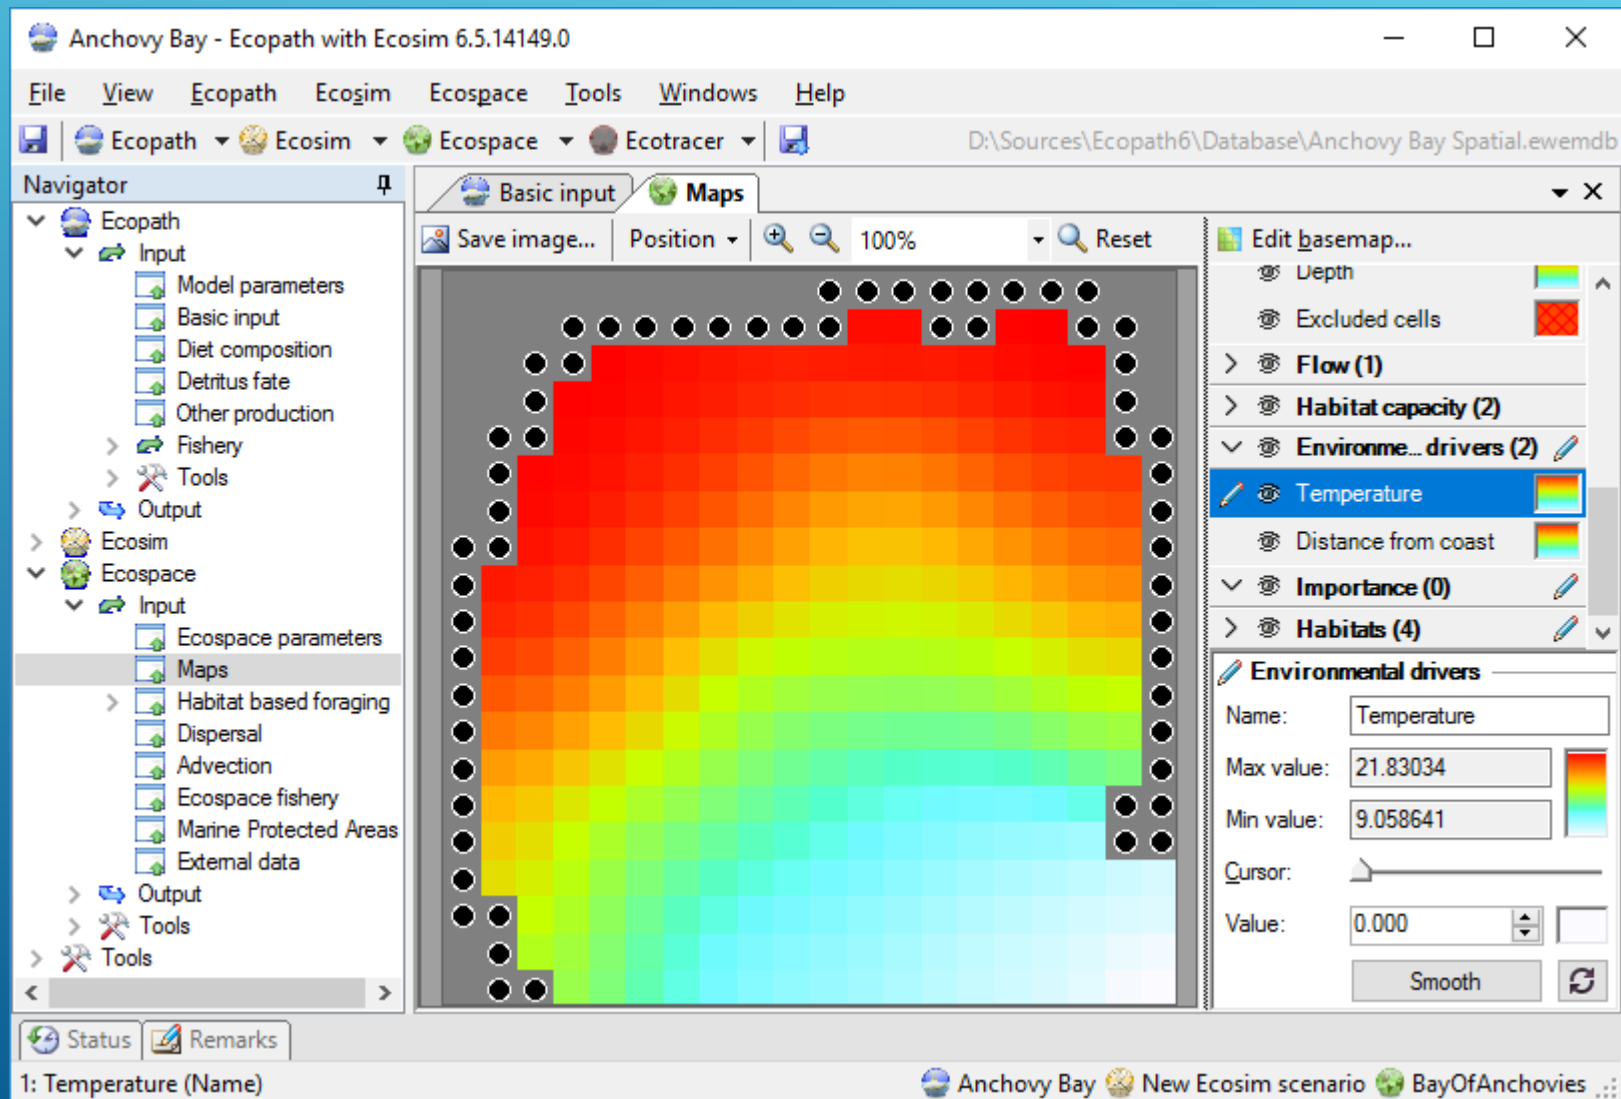 Anchovy Bay - Ecopath with Ecosim 6.5.14149.0
File View Ecopath Ecosim Ecospace Tools Windows Help
Ecopath Ecosim Ecospace Ecotracer D:\Sources\Ecopath6\Database\Anchovy Bay Spatial.ewemdb
Navigator
Ecopath
Input
Model parameters
Basic input
Diet composition
Detritus fate
Other production
Fishery
Tools
Output
Ecosim
Ecospace
Input
Ecospace parameters
Maps
Habitat based foraging
Dispersal
Advection
Ecospace fishery
Marine Protected Areas
External data
Output
Tools
Tools
Basic input Maps
Save image... Position 100% Reset
Edit basemap...
Depth
Excluded cells
Flow (1)
Habitat capacity (2)
Environme... drivers (2)
Temperature
Distance from coast
Importance (0)
Habitats (4)
Environmental drivers
Name: Temperature
Max value: 21.83034
Min value: 9.058641
Cursor:
Value: 0.000
Smooth
Status Remarks
1: Temperature (Name) Anchovy Bay New Ecosim scenario BayOfAnchovies